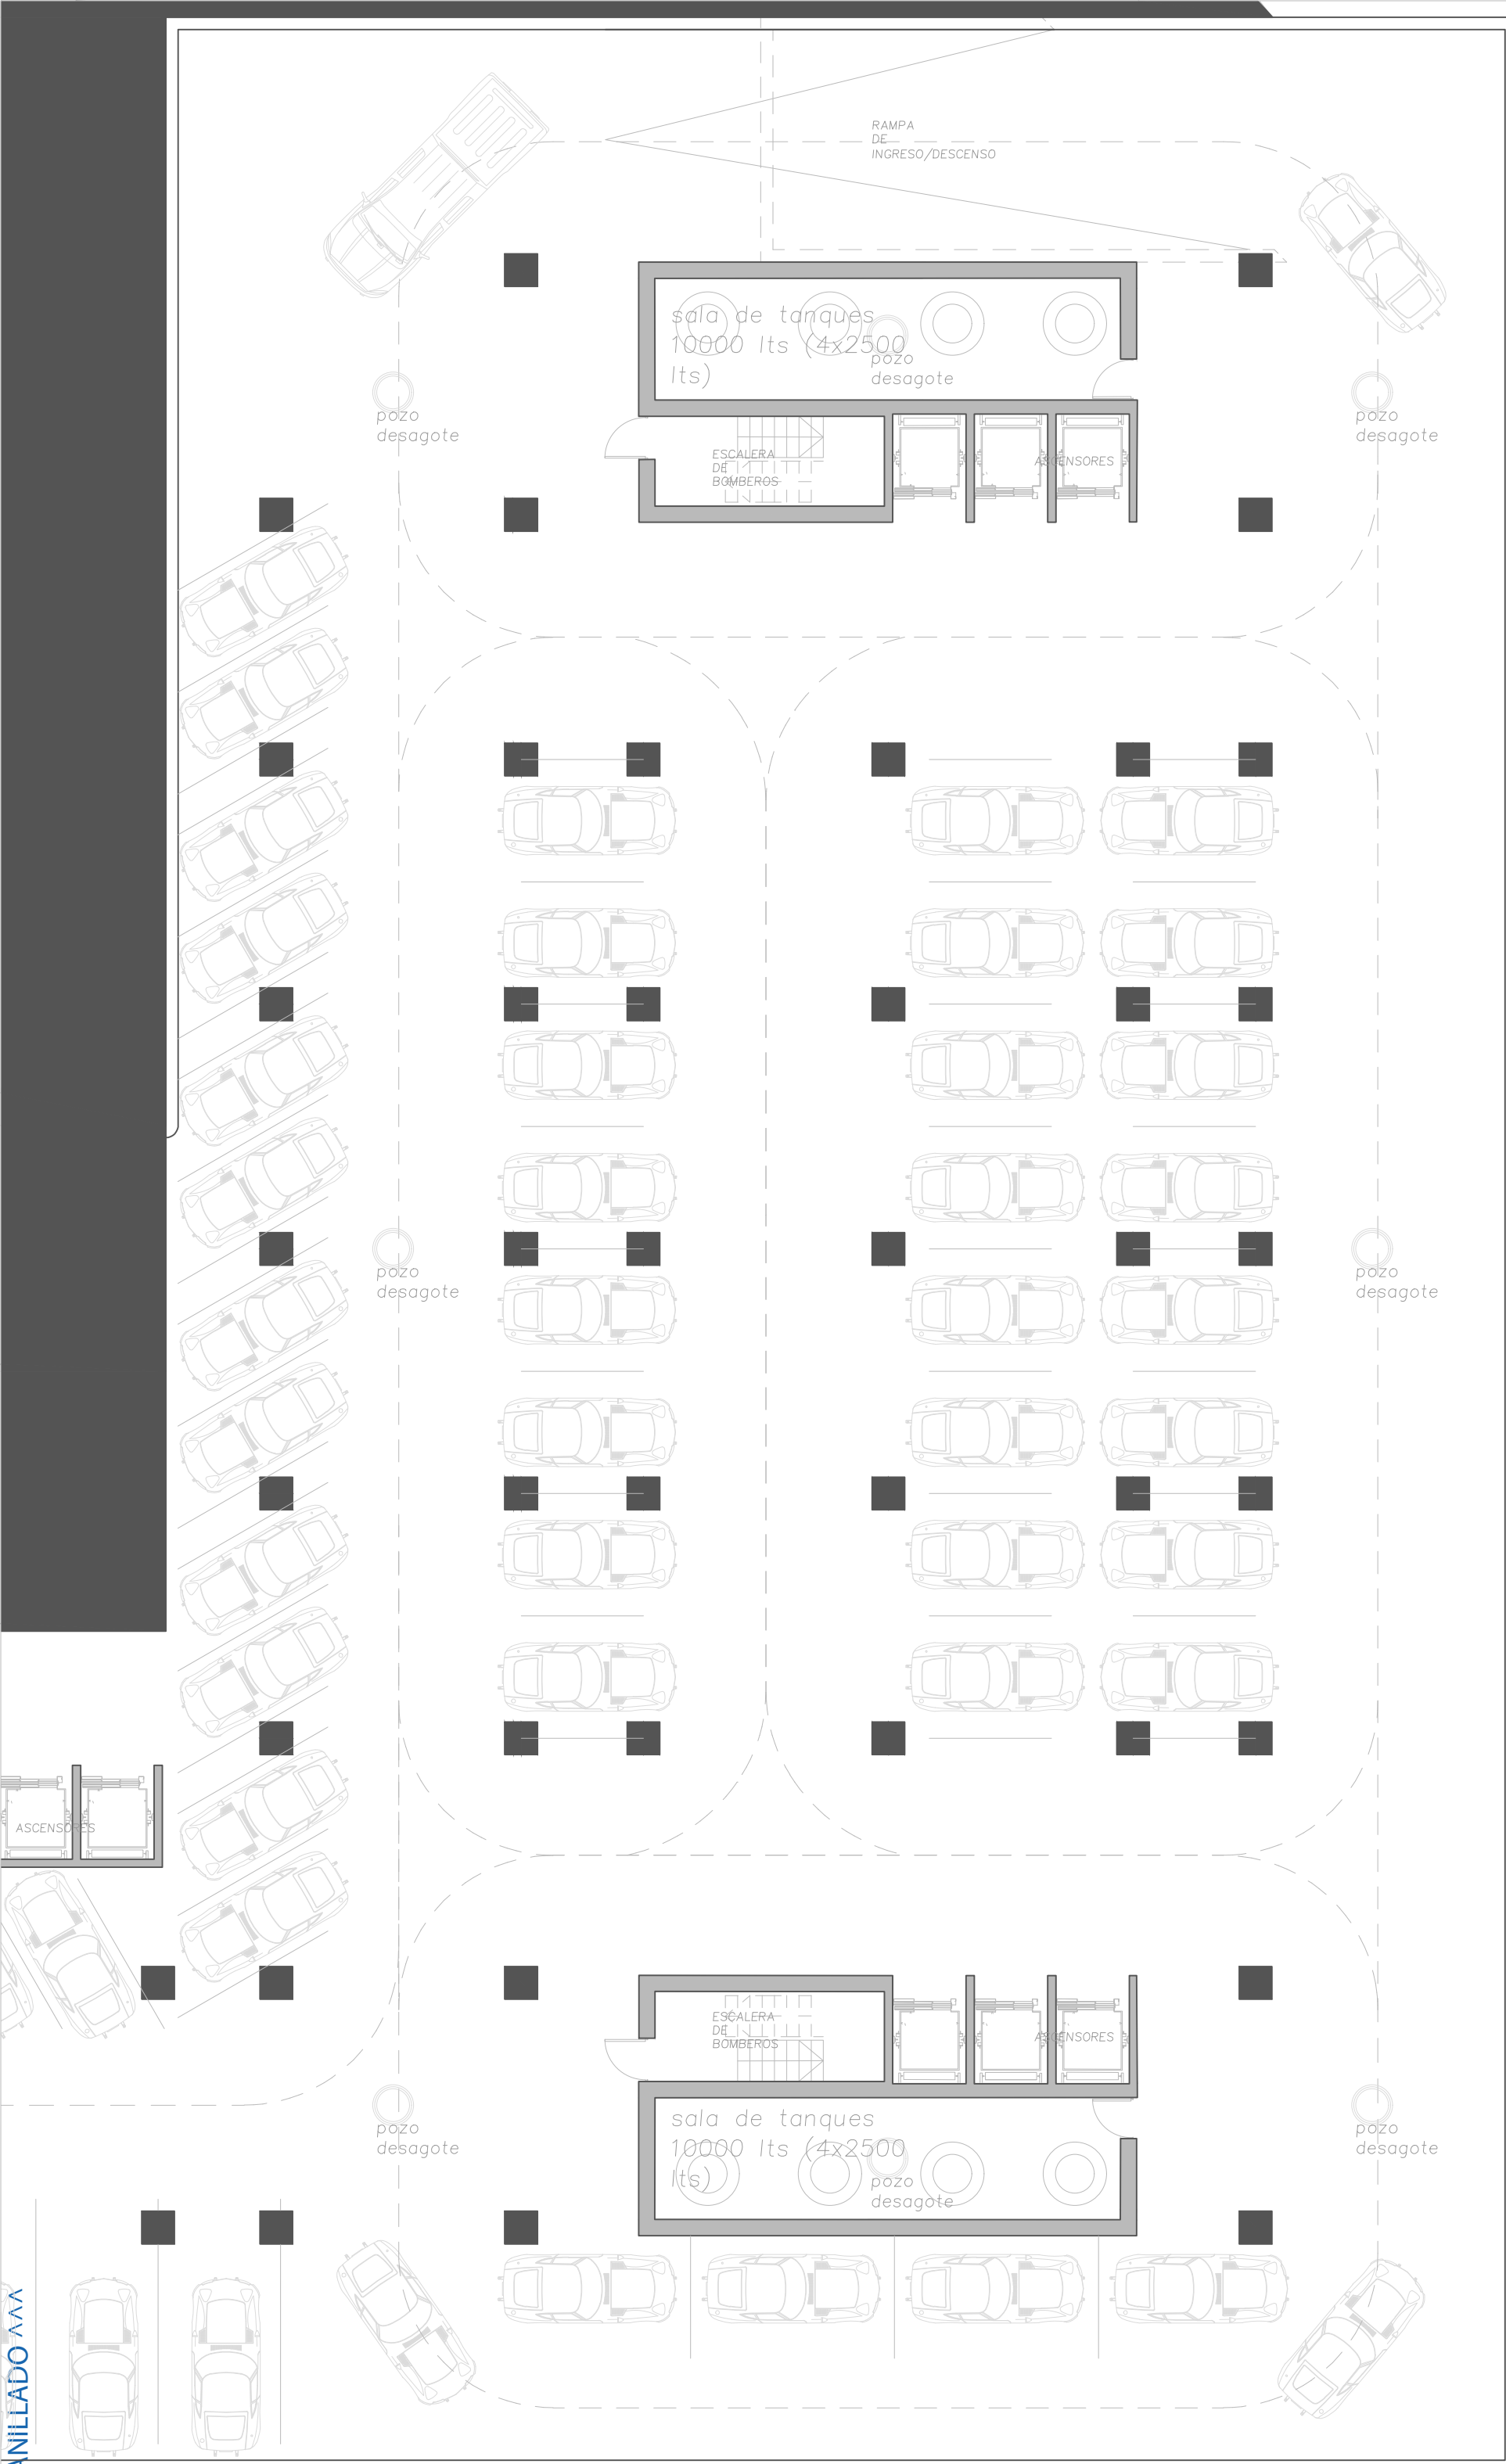 RAMPA
DE
INGRESO/DESCENSO
sala de tanques
10000 lts (4x2500
lts)
pozo
desagote
pozo
desagote
pozo
desagote
ESCALERA
DE
BOMBEROS
ASCENSORES
pozo
desagote
pozo
desagote
ASCENSORES
ESCALERA
DE
BOMBEROS
ASCENSORES
sala de tanques
10000 lts (4x2500
lts)
pozo
desagote
pozo
desagote
pozo
desagote
ANILLADO ^^^